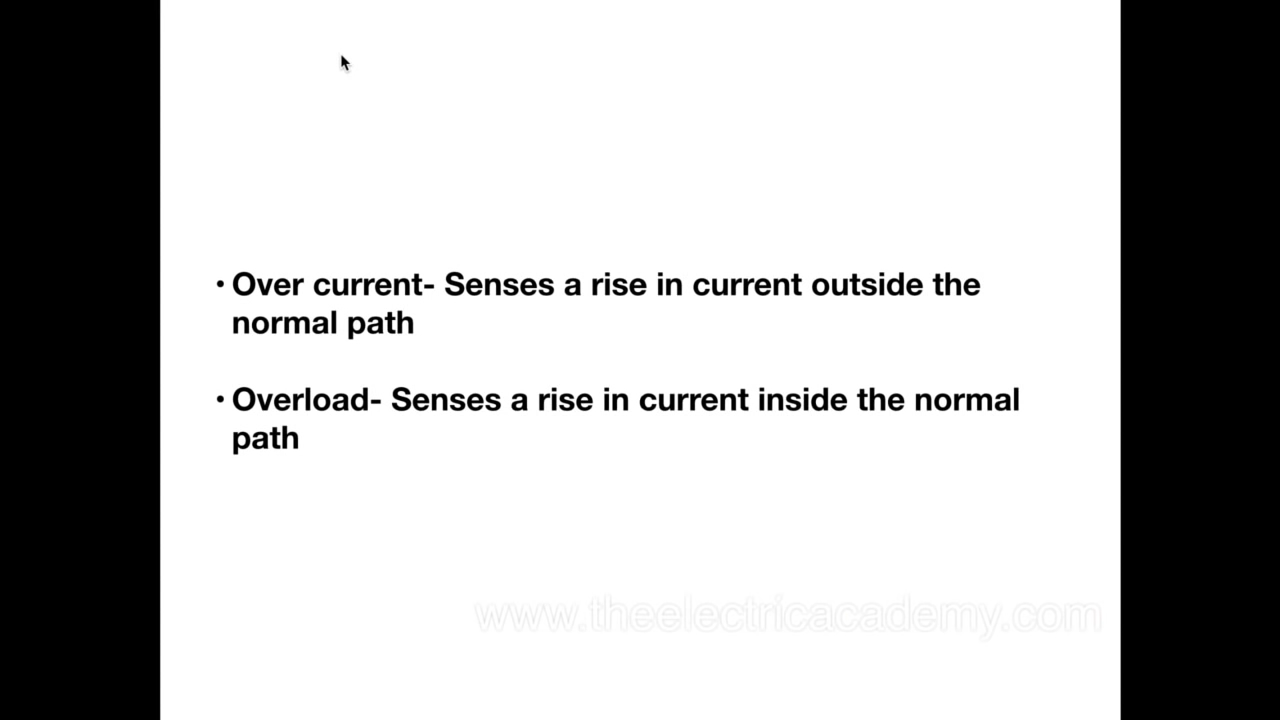 • Over current- Senses a rise in current outside the
normal path
• Overload- Senses a rise in current inside the normal
path
www.theelectricacademy.com